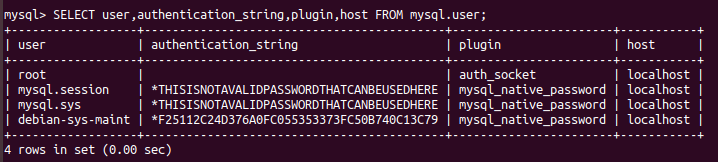 mysql> SELECT user,authentication_string,plugin,host FROM mysql.user;
+------------------+-------------------------------------------+-----------------------+-----------+
| user             | authentication_string                     | plugin                | host      |
+------------------+-------------------------------------------+-----------------------+-----------+
| root             |                                           | auth_socket           | localhost |
| mysql.session    | *THISISNOTAVALIDPASSWORDTHATCANBEUSEDHERE | mysql_native_password | localhost |
| mysql.sys        | *THISISNOTAVALIDPASSWORDTHATCANBEUSEDHERE | mysql_native_password | localhost |
| debian-sys-maint | *F25112C24D376A0FC055353373FC50B740C13C79 | mysql_native_password | localhost |
+------------------+-------------------------------------------+-----------------------+-----------+
4 rows in set (0.00 sec)